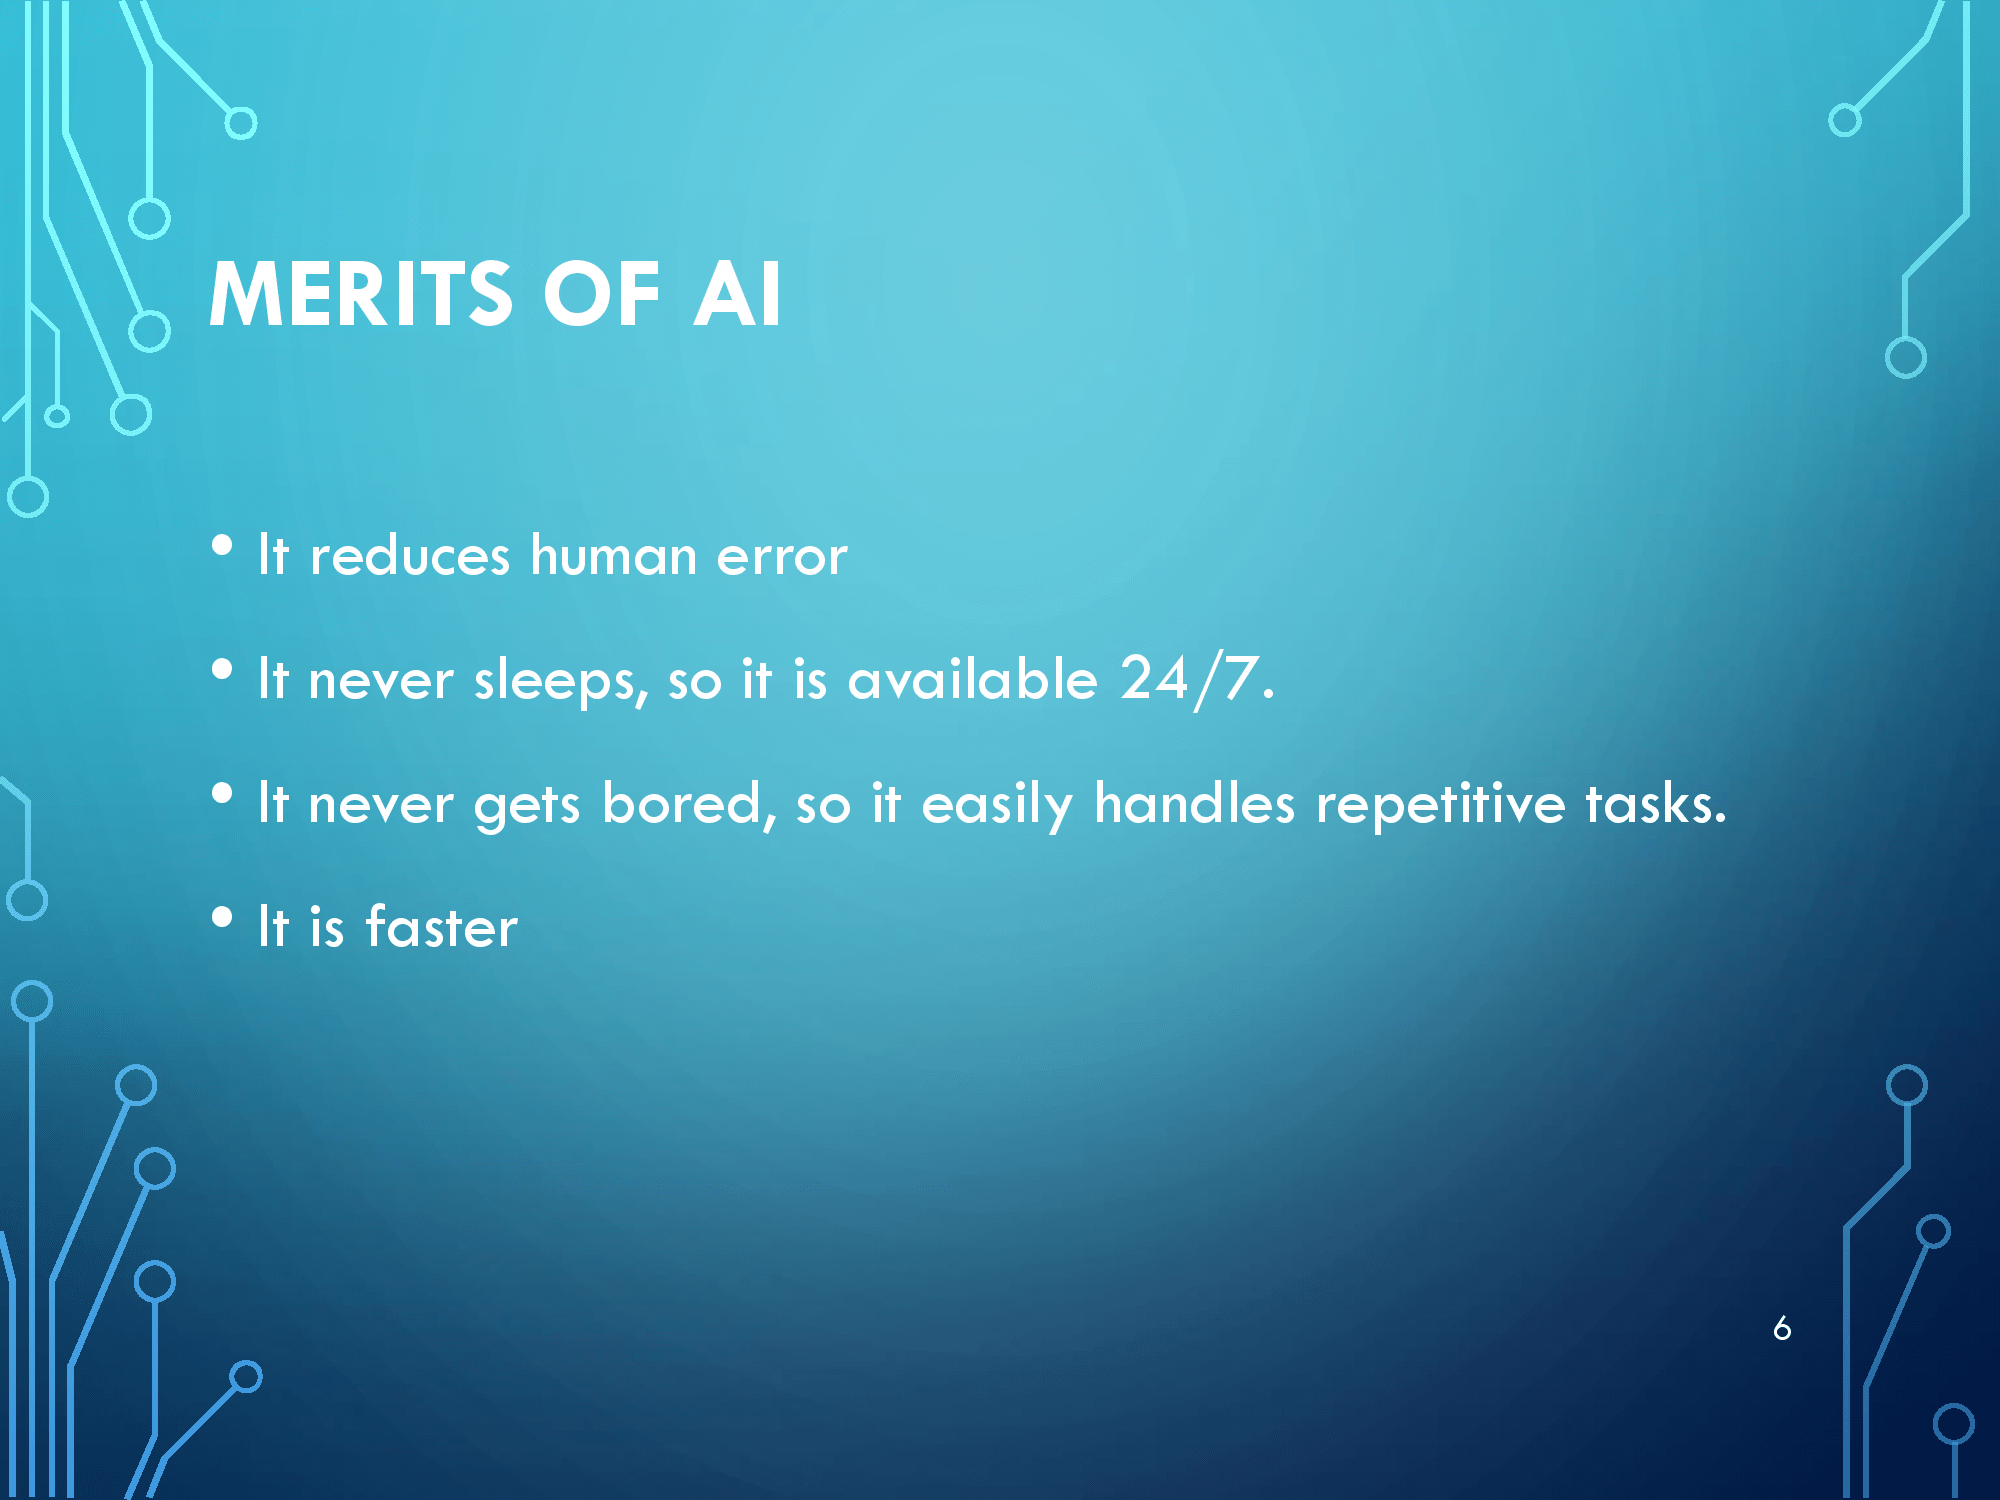 MERITS OF AI
• It reduces human error
• It never sleeps, so it is available 24/7.
• It never gets bored, so it easily handles repetitive tasks.
• It is faster
6